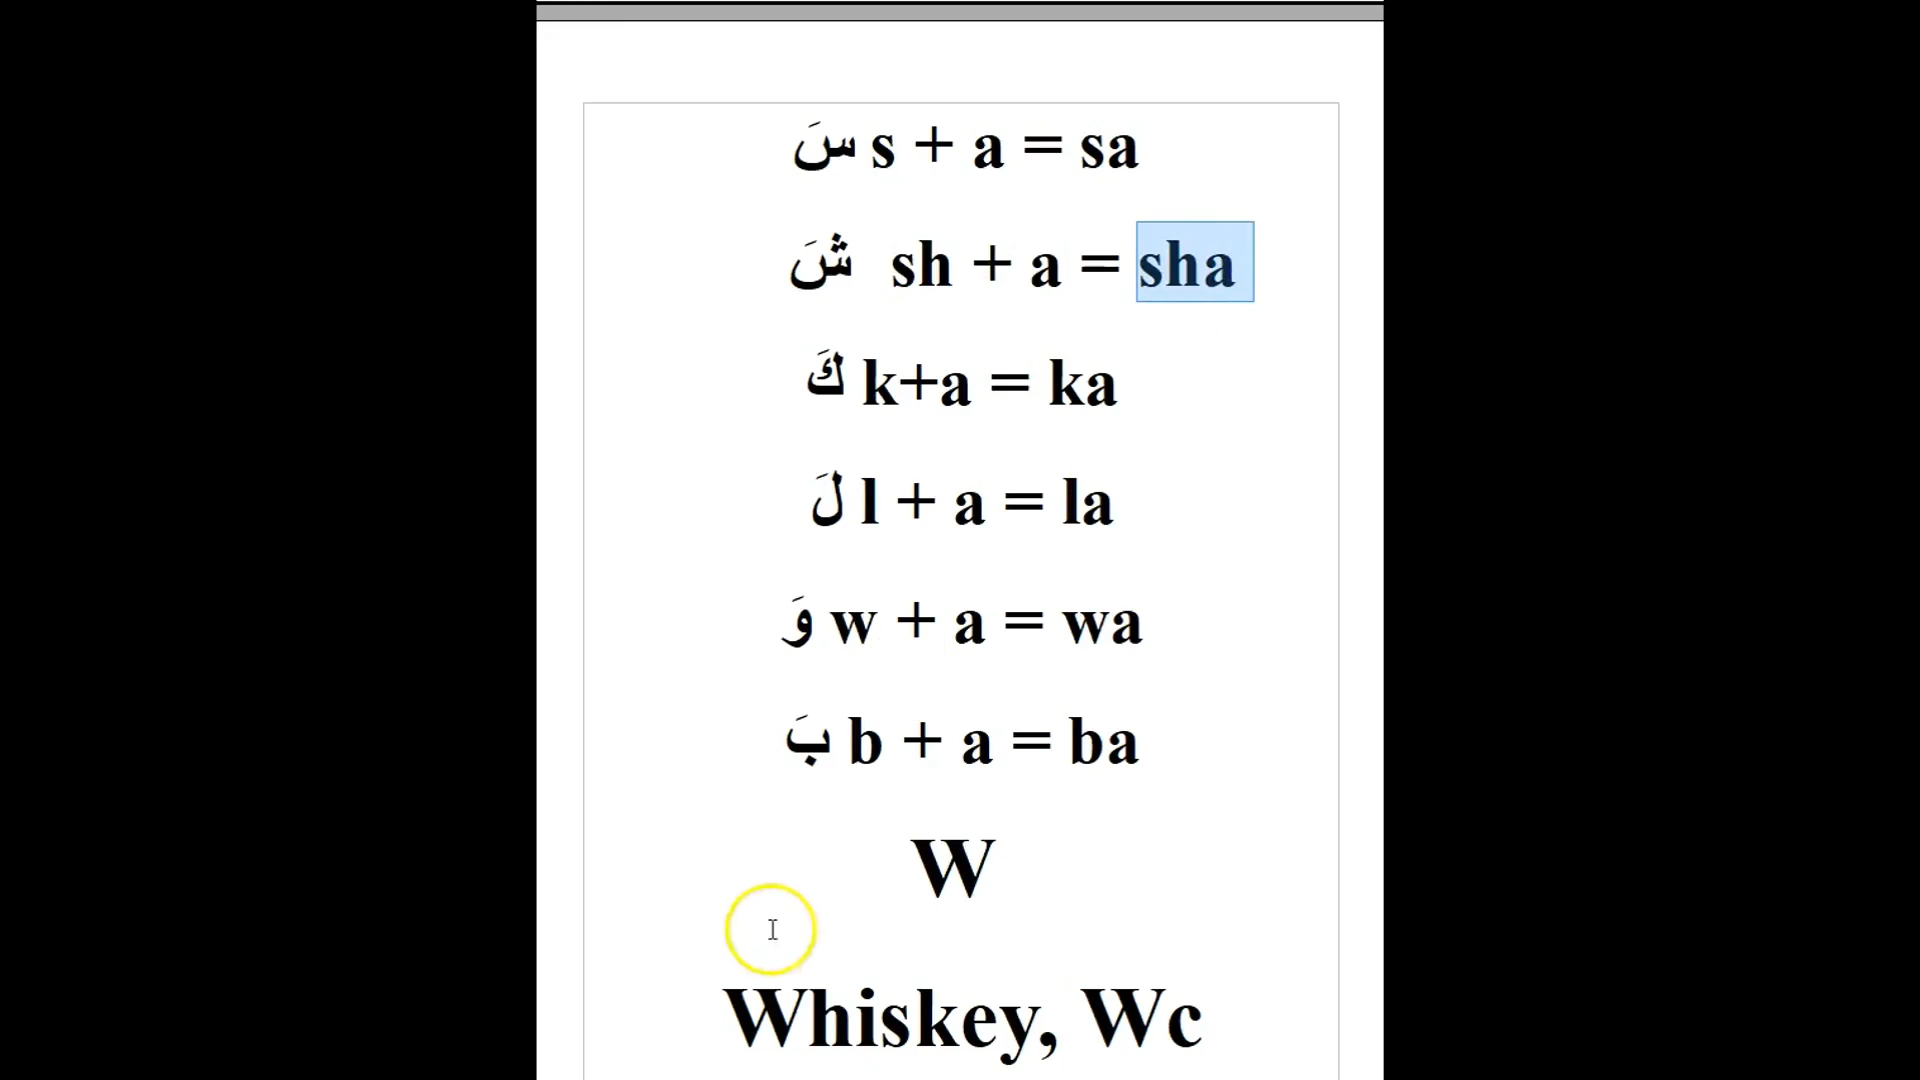 سَ s + a = sa
شَ sh + a = sha
كَ k+a = ka
لَ l + a = la
وَ w + a = wa
بَ b + a = ba
W
Whiskey, Wc